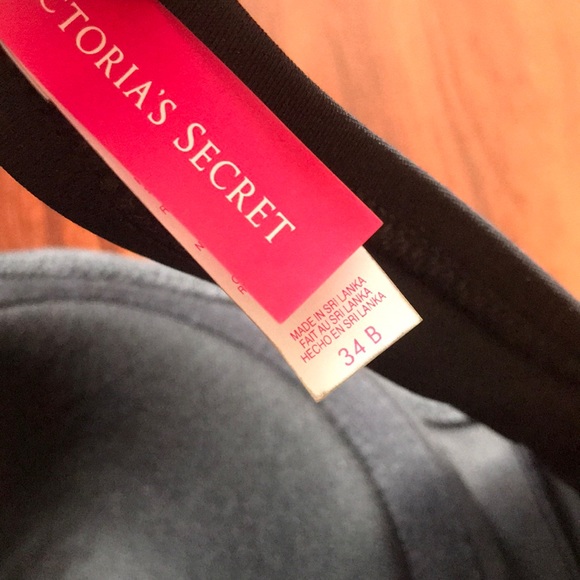 CTORIA'S SECRET
MADE IN SRI LANKA
FAIT AU SRI LANKA
HECHO EN SRI LANKA
34 B